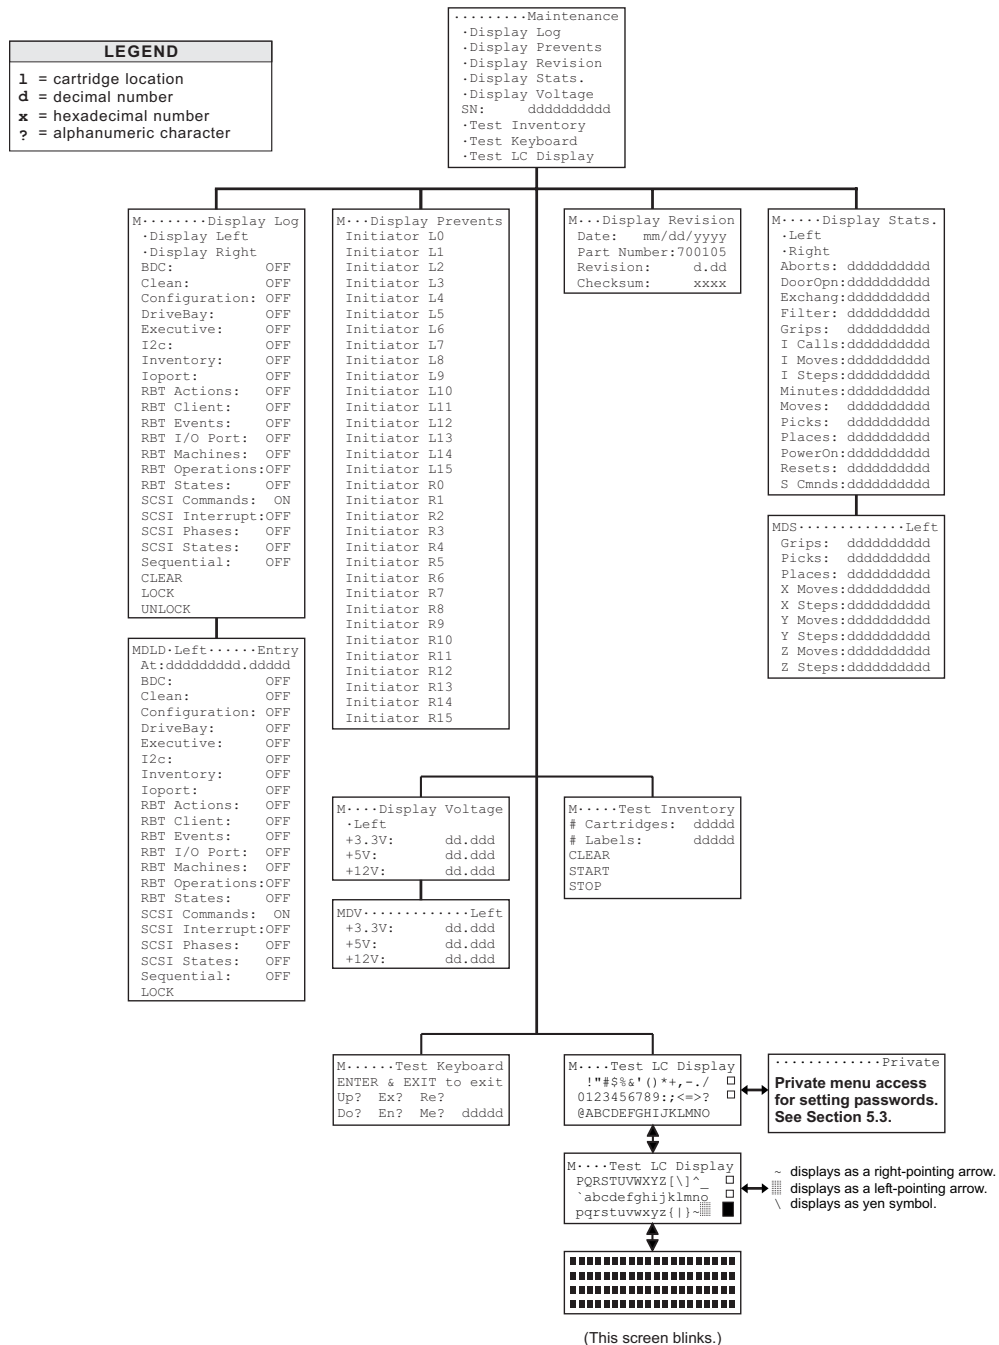 ·········Maintenance
·Display Log
·Display Prevents
·Display Revision
·Display Stats.
·Display Voltage
SN: dddddddddd
·Test Inventory
·Test Keyboard
·Test LC Display
LEGEND
l = cartridge location
d = decimal number
x = hexadecimal number
? = alphanumeric character
M········Display Log
·Display Left
·Display Right
BDC: OFF
Clean: OFF
Configuration: OFF
DriveBay: OFF
Executive: OFF
I2c: OFF
Inventory: OFF
Ioport: OFF
RBT Actions: OFF
RBT Client: OFF
RBT Events: OFF
RBT I/O Port: OFF
RBT Machines: OFF
RBT Operations:OFF
RBT States: OFF
SCSI Commands: ON
SCSI Interrupt:OFF
SCSI Phases: OFF
SCSI States: OFF
Sequential: OFF
CLEAR
LOCK
UNLOCK
MDLD·Left······Entry
At:ddddddddd.ddddd
BDC: OFF
Clean: OFF
Configuration: OFF
DriveBay: OFF
Executive: OFF
I2c: OFF
Inventory: OFF
Ioport: OFF
RBT Actions: OFF
RBT Client: OFF
RBT Events: OFF
RBT I/O Port: OFF
RBT Machines: OFF
RBT Operations:OFF
RBT States: OFF
SCSI Commands: ON
SCSI Interrupt:OFF
SCSI Phases: OFF
SCSI States: OFF
Sequential: OFF
LOCK
M···Display Prevents
Initiator L0
Initiator L1
Initiator L2
Initiator L3
Initiator L4
Initiator L5
Initiator L6
Initiator L7
Initiator L8
Initiator L9
Initiator L10
Initiator L11
Initiator L12
Initiator L13
Initiator L14
Initiator L15
Initiator R0
Initiator R1
Initiator R2
Initiator R3
Initiator R4
Initiator R5
Initiator R6
Initiator R7
Initiator R8
Initiator R9
Initiator R10
Initiator R11
Initiator R12
Initiator R13
Initiator R14
Initiator R15
M···Display Revision
Date: mm/dd/yyyy
Part Number:700105
Revision: d.dd
Checksum: xxxx
M·····Display Stats.
·Left
·Right
Aborts: dddddddddd
DoorOpn:dddddddddd
Exchang:dddddddddd
Filter: dddddddddd
Grips: dddddddddd
I Calls:dddddddddd
I Moves:dddddddddd
I Steps:dddddddddd
Minutes:dddddddddd
Moves: dddddddddd
Picks: dddddddddd
Places: dddddddddd
PowerOn:dddddddddd
Resets: dddddddddd
S Cmnds:dddddddddd
MDS·············Left
Grips: dddddddddd
Picks: dddddddddd
Places: dddddddddd
X Moves:dddddddddd
X Steps:dddddddddd
Y Moves:dddddddddd
Y Steps:dddddddddd
Z Moves:dddddddddd
Z Steps:dddddddddd
M····Display Voltage
·Left
+3.3V: dd.ddd
+5V: dd.ddd
+12V: dd.ddd
MDV·············Left
+3.3V: dd.ddd
+5V: dd.ddd
+12V: dd.ddd
M·····Test Inventory
# Cartridges: ddddd
# Labels: ddddd
CLEAR
START
STOP
M······Test Keyboard
ENTER & EXIT to exit
Up? Ex? Re?
Do? En? Me? ddddd
M····Test LC Display
!"#$%&'()*+,-./
0123456789:;<=>?
@ABCDEFGHIJKLMNO
············Private
Private menu access
for setting passwords.
See Section 5.3.
M····Test LC Display
PQRSTUVWXYZ[\]^_
`abcdefghijklmno
pqrstuvwxyz{|}~
~ displays as a right-pointing arrow.
displays as a left-pointing arrow.
\ displays as yen symbol.
(This screen blinks.)